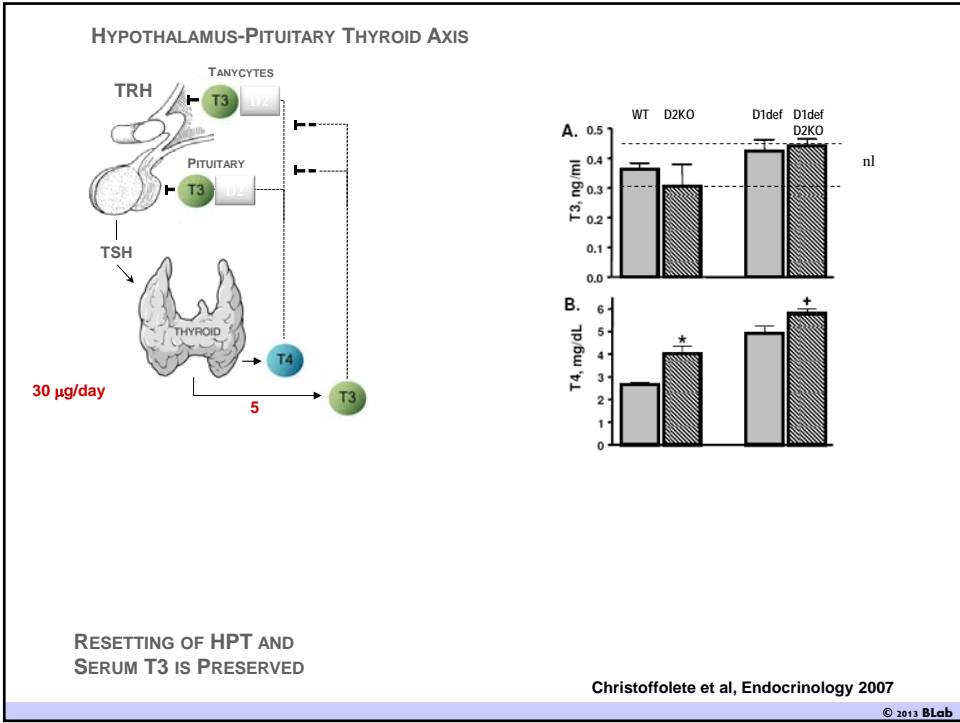 HYPOTHALAMUS-PITUITARY THYROID AXIS
TANYCTES
TRH
T3
D2
PITUITARY
T3
D2
TSH
THYROID
T4
30 μg/day
5
T3
WT D2KO D1def D1def
D2KO
A.
T3, ng/ml
0.5
0.4
0.3
0.2
0.1
0.0
nl
B.
T4, mg/dL
6
5
4
3
2
1
0
*
+
RESETTING OF HPT AND
SERUM T3 IS PRESERVED
Christoffolete et al, Endocrinology 2007
© 2013 BLab